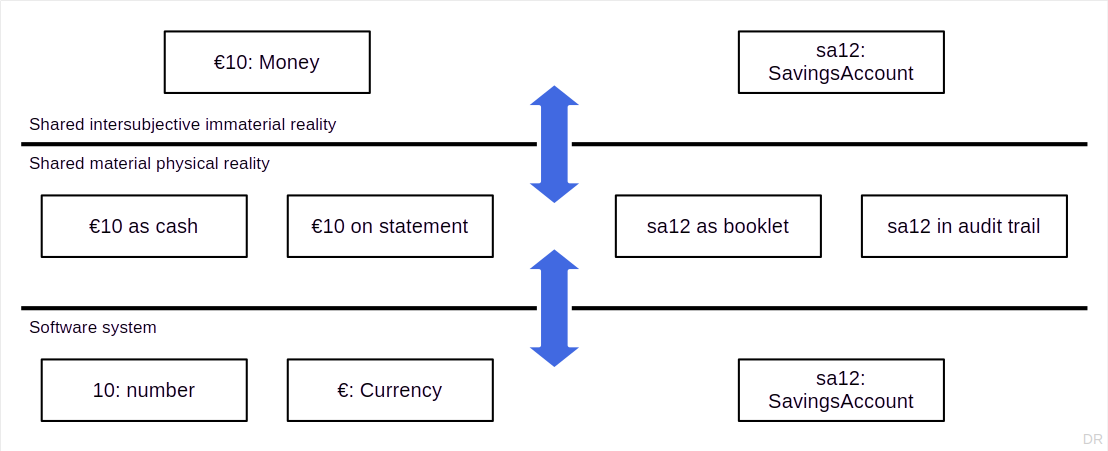 €10: Money
sa12:
SavingsAccount
Shared intersubjective immaterial reality
Shared material physical reality
€10 as cash
€10 on statement
sa12 as booklet
sa12 in audit trail
Software system
10: number
€: Currency
sa12:
SavingsAccount
DR